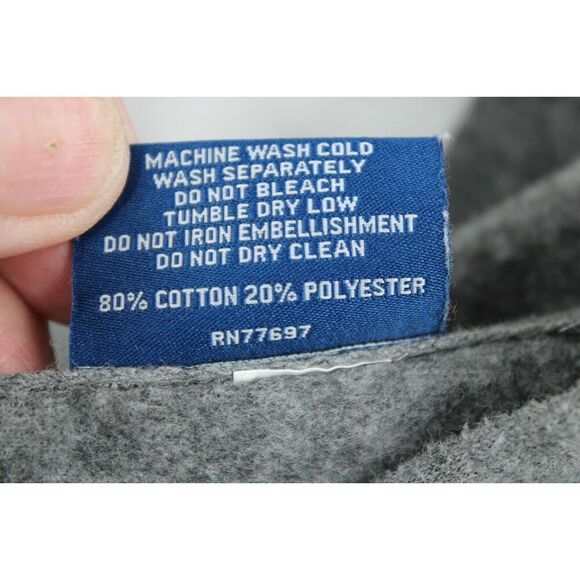 MACHINE WASH COLD
WASH SEPARATELY
DO NOT BLEACH
TUMBLE DRY LOW
DO NOT IRON EMBELLISHMENT
DO NOT DRY CLEAN
80% COTTON 20% POLYESTER
RN77697